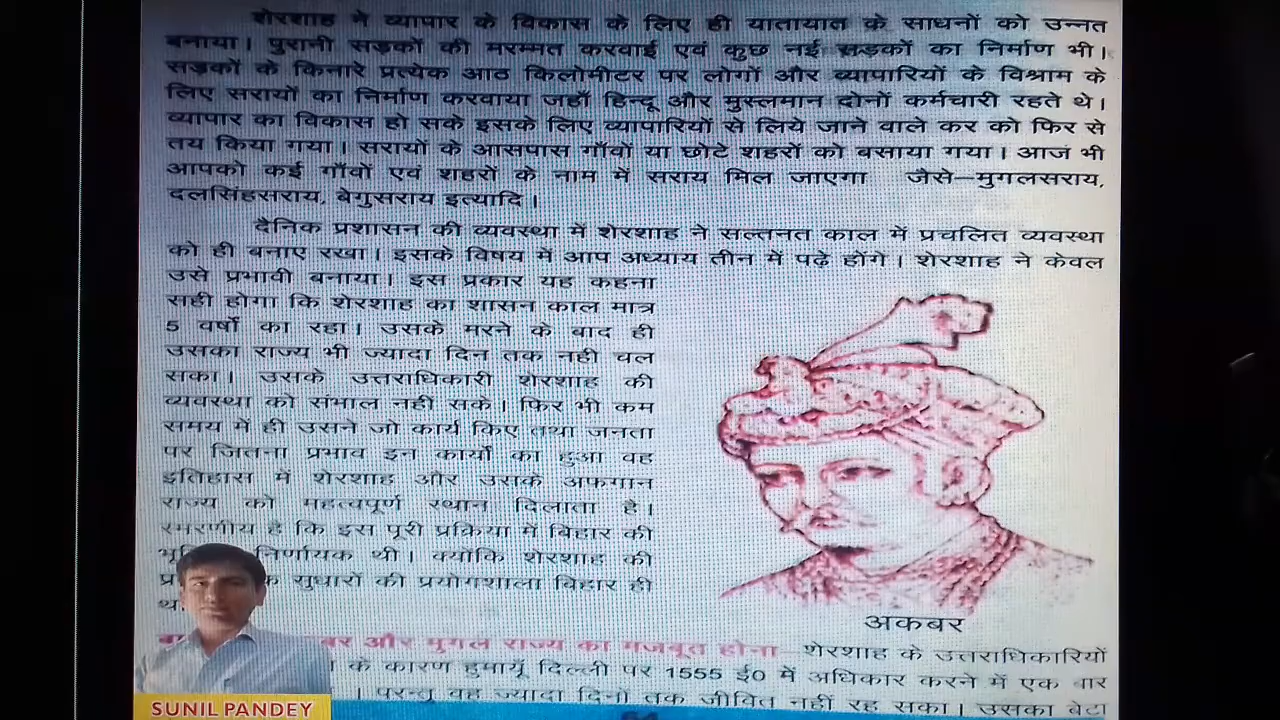 शेरशाह ने व्यापार के विकास के लिए ही यातायात के साधनों को उन्नत
बनाया। पुरानी सड़कों की मरम्मत करवाई एवं कुछ नई सड़कों का निर्माण भी।
सड़कों के किनारे प्रत्येक आठ किलोमीटर पर लोगों और व्यापारियों के विश्राम के
लिए सरायों का निर्माण करवाया जहाँ हिन्दू और मुस्लमान दोनों कर्मचारी रहते थे।
व्यापार का विकास हो सके इसके लिए व्यापारियों से लिये जाने वाले कर को फिर से
तय किया गया। सरायों के आसपास गाँवों या छोटे शहरों को बसाया गया। आज भी
आपको कई गाँवों एवं शहरों के नाम में सराय मिल जाएगा जैसे–मुगलसराय,
दलसिंहसराय, बेगुसराय इत्यादि।
दैनिक प्रशासन की व्यवस्था में शेरशाह ने सल्तनत काल में प्रचलित व्यवस्था
को ही बनाए रखा। इसके विषय में आप अध्याय तीन में पढ़े होंगे। शेरशाह ने केवल
उसे प्रभावी बनाया। इस प्रकार यह कहना
सही होगा कि शेरशाह का शासन काल मात्र
5 वर्षों का रहा। उसके मरने के बाद ही
उसका राज्य भी ज्यादा दिन तक नही चल
सका। उसके उत्तराधिकारी शेरशाह की
व्यवस्था को संभाल नहीं सके। फिर भी कम
समय में ही उसने जो कार्य किए तथा जनता
पर जितना प्रभाव इन कार्यों का हुआ वह
इतिहास में शेरशाह और उसके अफगान
राज्य को महत्वपूर्ण स्थान दिलाता है।
स्मरणीय है कि इस पूरी प्रक्रिया में बिहार की
निर्णायक थी। क्योंकि शेरशाह की
सुधारों की प्रयोगशाला बिहार ही
अकबर
और मुगल राज्य का मजबूत होना– शेरशाह के उत्तराधिकारियों
के कारण हुमायूँ दिल्ली पर 1555 ई0 में अधिकार करने में एक बार
। परन्तु वह ज्यादा दिनों तक जीवित नहीं रह सका। उसका बेटा
SUNIL PANDEY